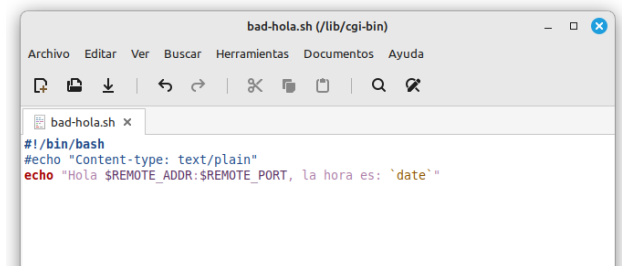 bad-hola.sh (/lib/cgi-bin)
Archivo Editar Ver Buscar Herramientas Documentos Ayuda
bad-hola.sh
#!/bin/bash
#echo "Content-type: text/plain"
echo "Hola $REMOTE_ADDR:$REMOTE_PORT, la hora es: `date`"